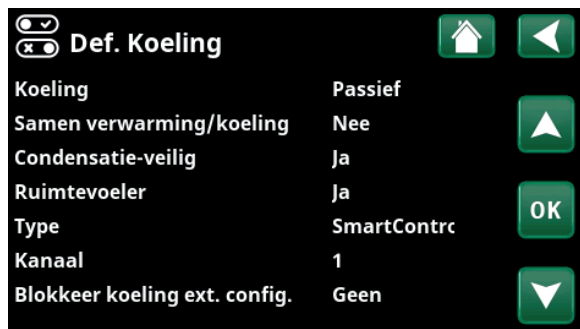 Def. Koeling
Koeling Passief
Samen verwarming/koeling Nee
Condensatie-veilig Ja
Ruimtevoeler Ja
Type SmartContrc
Kanaal 1
Blokkeer koeling ext. config. Geen
OK